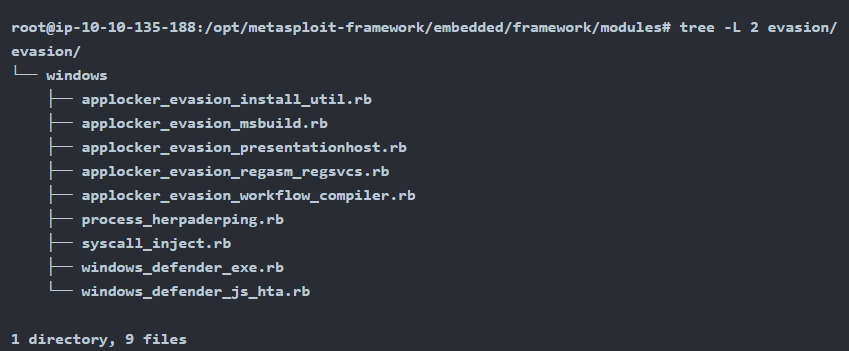 root@ip-10-10-135-188:/opt/metasploit-framework/embedded/framework/modules# tree -L 2 evasion/
evasion/
└── windows
    ├── applocker_evasion_install_util.rb
    ├── applocker_evasion_msbuild.rb
    ├── applocker_evasion_presentationhost.rb
    ├── applocker_evasion_regasm_regsvcs.rb
    ├── applocker_evasion_workflow_compiler.rb
    ├── process_herpaderping.rb
    ├── syscall_inject.rb
    ├── windows_defender_exe.rb
    └── windows_defender_js_hta.rb
1 directory, 9 files